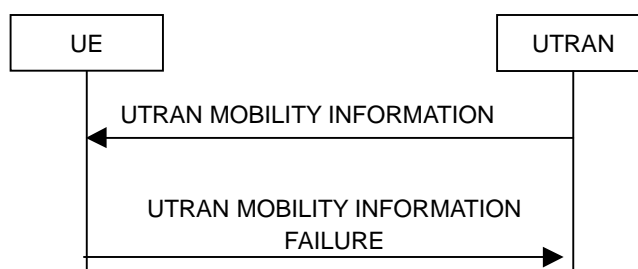 UE
UTRAN
UTRAN MOBILITY INFORMATION
UTRAN MOBILITY INFORMATION
FAILURE